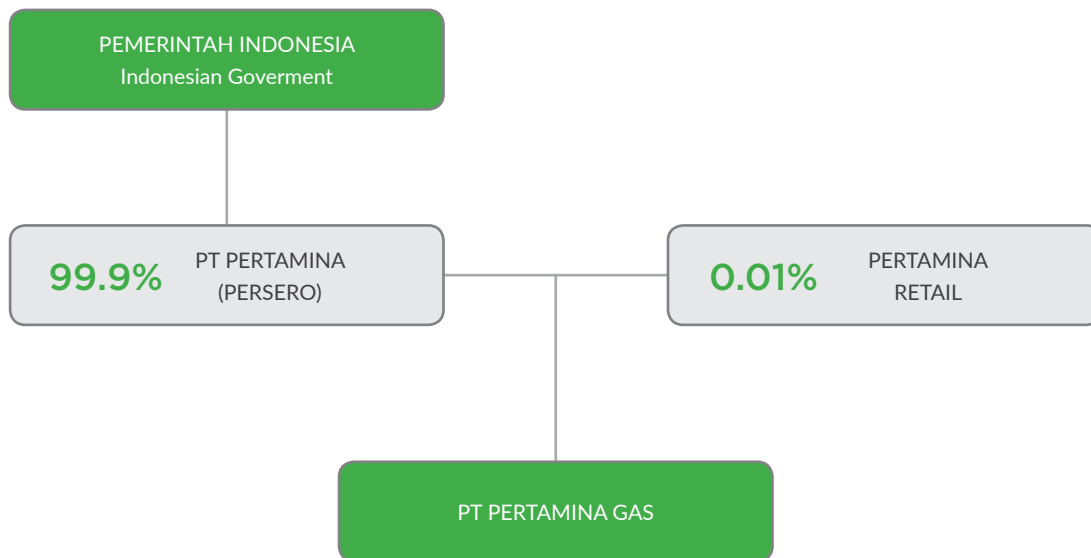 PEMERINTAH INDONESIA
Indonesian Goverment
99.9%
PT PERTAMINA
(PERSERO)
0.01%
PERTAMINA
RETAIL
PT PERTAMINA GAS